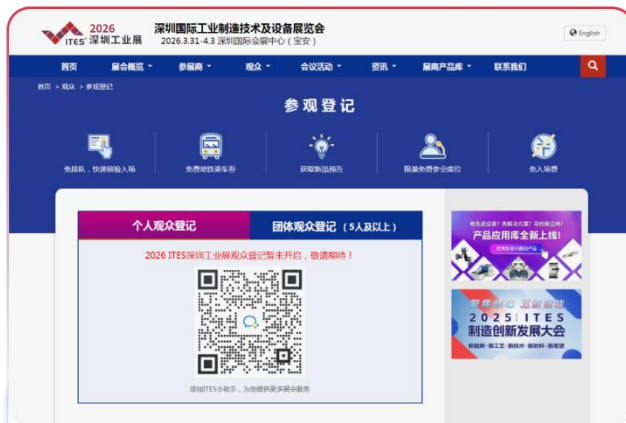 2026
ITES 深圳工业展
深圳国际工业制造技术及设备展览会
2026.3.31-4.3 深圳国际会展中心（宝安）
English
首页 展会概览 参展商 观众 会议活动 资讯 展商产品库 联系我们
首页 > 观众 > 参观登记
参观登记
免排队，快速核验入场 免费地铁乘车券 获取新品预告 限量免费参会席位 免入场费
个人观众登记 团体观众登记（5人及以上）
2026 ITES深圳工业展观众登记暂未开启，敬请期待！
添加ITES小助手，为您提供更多展会服务
产品应用库全新上线！
2025 ITES
制造创新发展大会